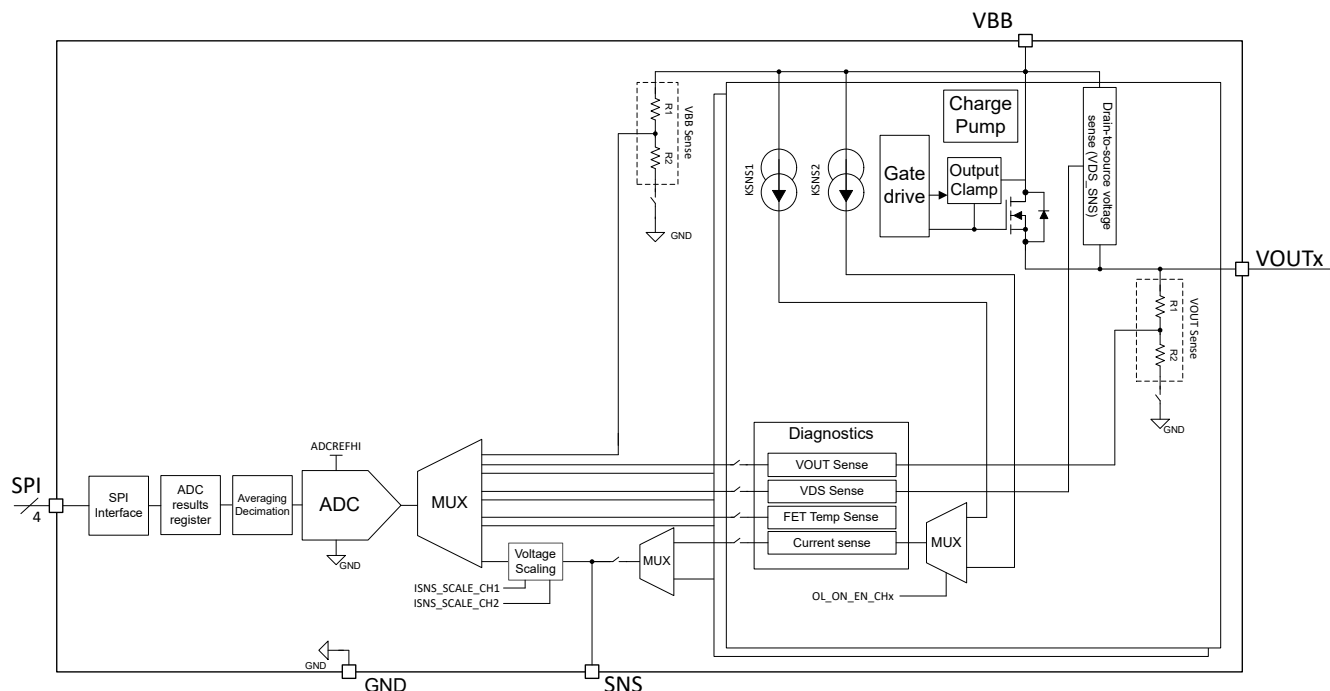 VBB
R1
R2
VBB Sense
GND
KSNS1
KSNS2
Charge
Pump
Gate
drive
Output
Clamp
Drain-to-source voltage
sense (VDS_SNS)
VOUTx
R1
R2
VOUT Sense
GND
Diagnostics
VOUT Sense
VDS Sense
FET Temp Sense
Current sense
MUX
OL_ON_EN_CHx
SPI
4
SPI
Interface
ADC
results
register
Averaging
Decimation
ADCREFHI
ADC
GND
MUX
Voltage
Scaling
ISNS_SCALE_CH1
ISNS_SCALE_CH2
MUX
GND
GND
SNS